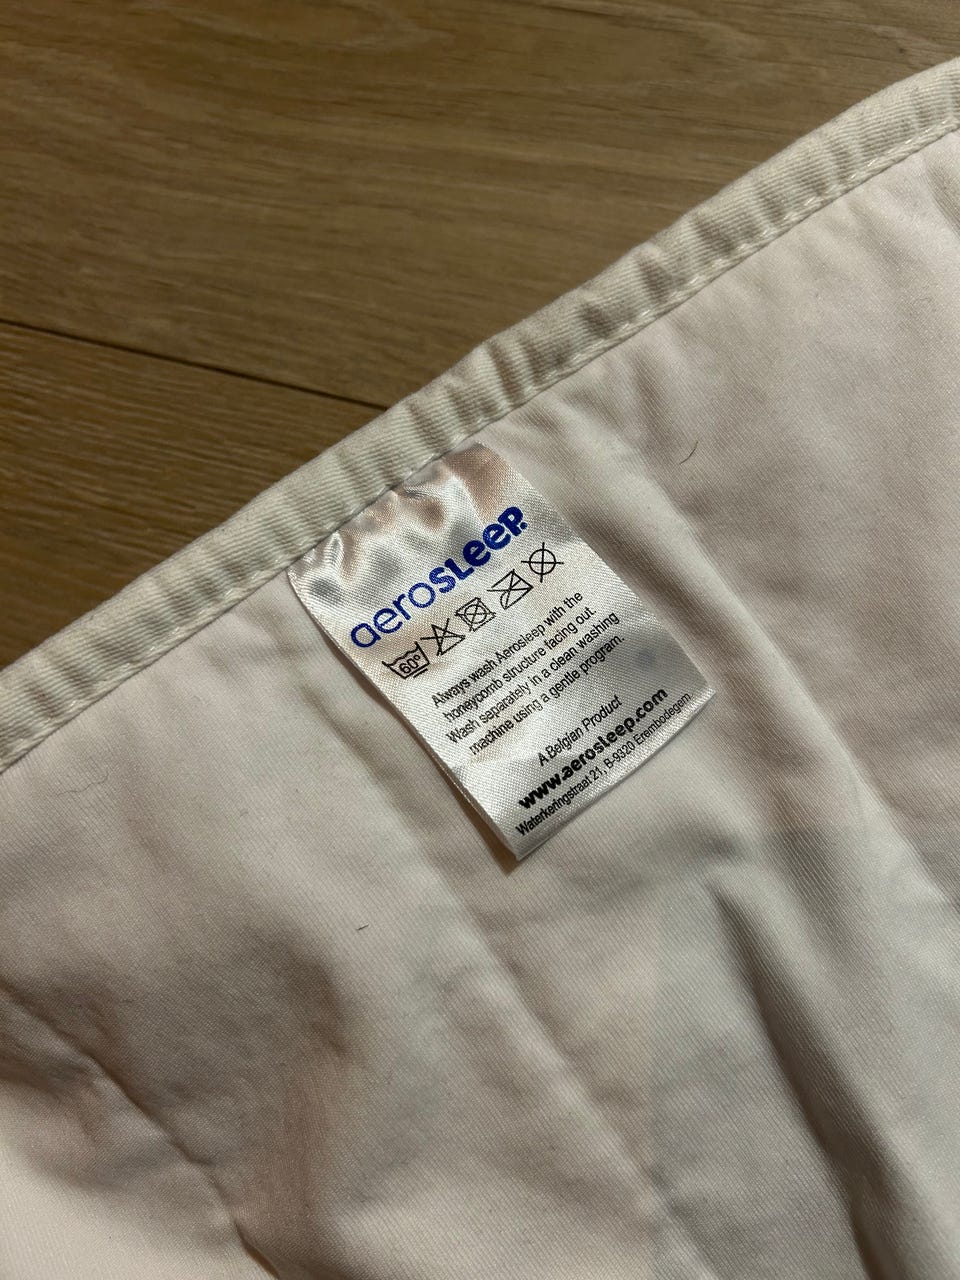 aerosleep
60°
Always wash Aerosleep with the
honeycomb structure facing out.
Wash separately in a clean washing
machine using a gentle program.
A Belgian Product
www.aerosleep.com
Waterkeringstraat 21, B-9320 Erembodegem